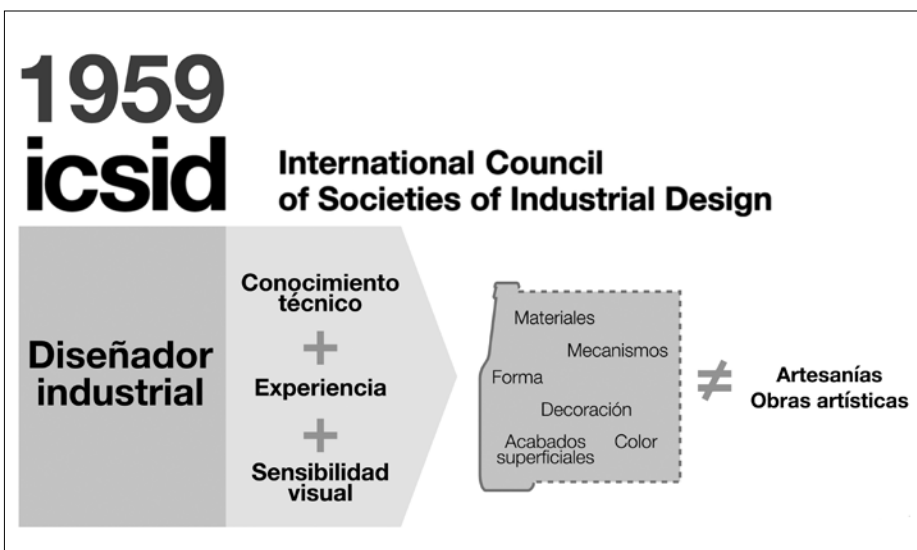 1959
icsid
International Council
of Societies of Industrial Design
Diseñador
industrial
Conocimiento
técnico
+
Experiencia
+
Sensibilidad
visual
Materiales
Mecanismos
Forma
Decoración
Acabados
superficiales
Color
≠
Artesanías
Obras artísticas